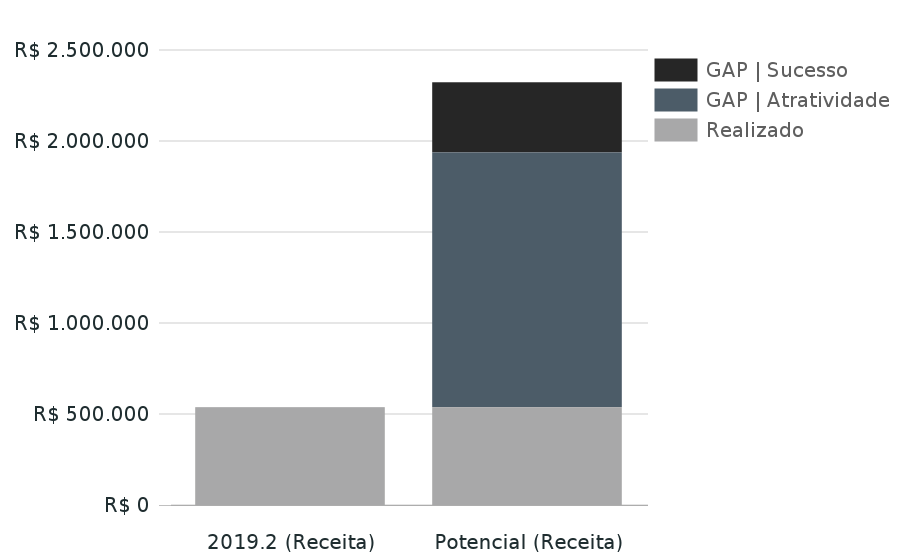 R$ 2.500.000
R$ 2.000.000
R$ 1.500.000
R$ 1.000.000
R$ 500.000
R$ 0
2019.2 (Receita)
Potencial (Receita)
GAP | Sucesso
GAP | Atratividade
Realizado